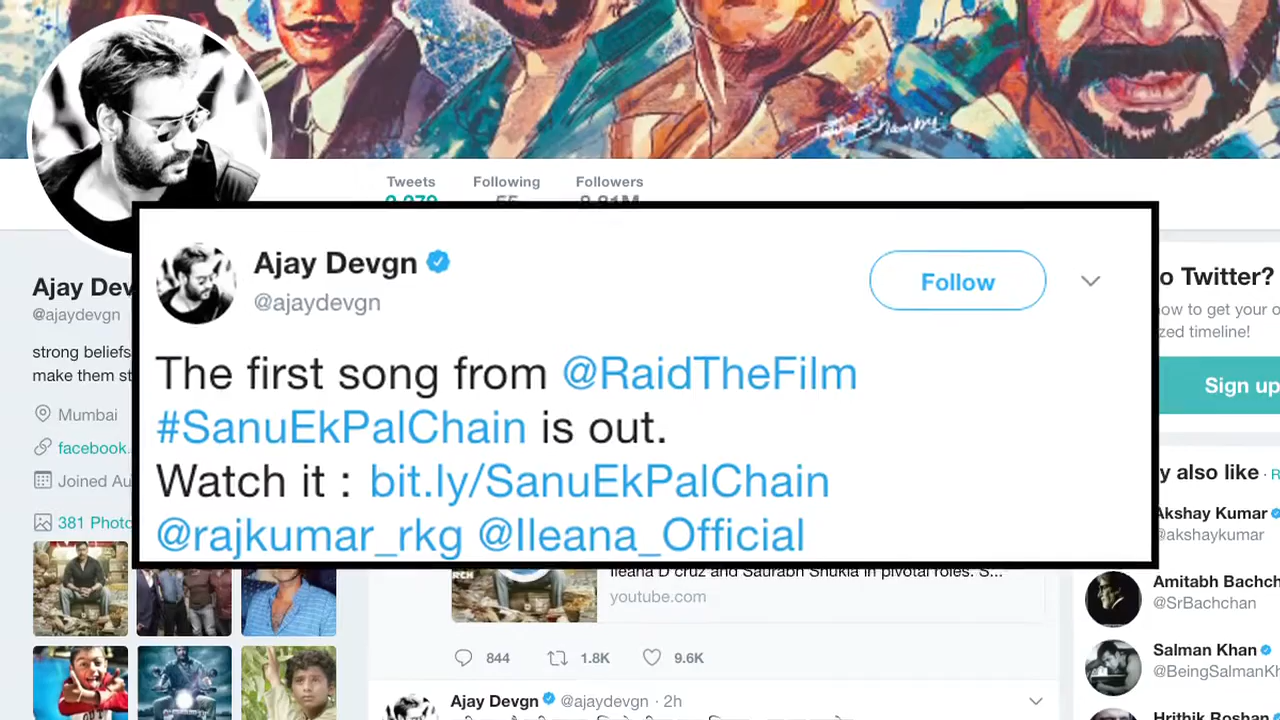 Tweets Following Followers
Ajay Dev
@ajaydevgn
strong beliefs
make them st
Mumbai
facebook.
Joined Au
381 Photo
Ajay Devgn
@ajaydevgn
Follow
The first song from @RaidTheFilm
#SanuEkPalChain is out.
Watch it : bit.ly/SanuEkPalChain
@rajkumar_rkg @Ileana_Official
Ileana D'cruz and Saurabh Shukla in pivotal roles. S...
youtube.com
844 1.8K 9.6K
Ajay Devgn @ajaydevgn · 2h
o Twitter?
now to get your o
zed timeline!
Sign up
y also like · R
Akshay Kumar
@akshaykumar
Amitabh Bachch
@SrBachchan
Salman Khan
@BeingSalmanKh
Hrithik Roshan